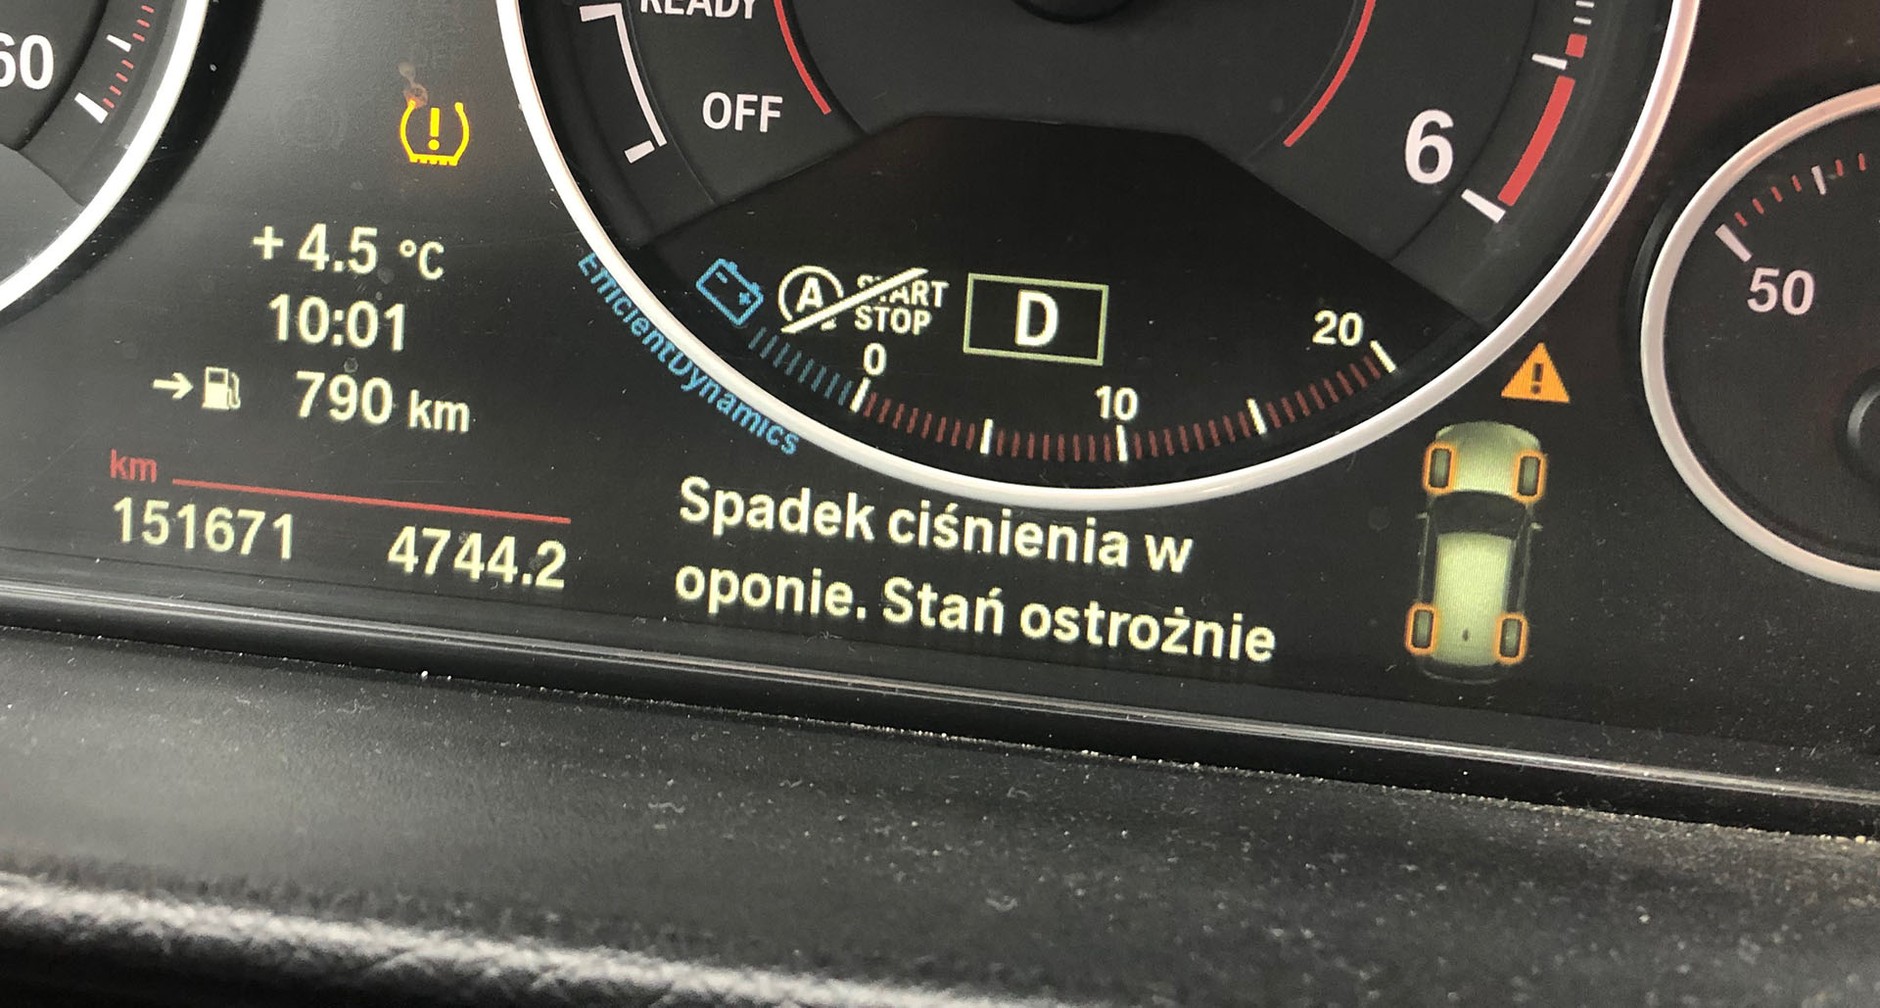 READY
60
OFF
6
+ 4.5 °C
10:01
790 km
km
151671 4744.2
EfficientDynamics
A START
STOP
D
0
10
20
50
Spadek ciśnienia w
oponie. Stań ostrożnie